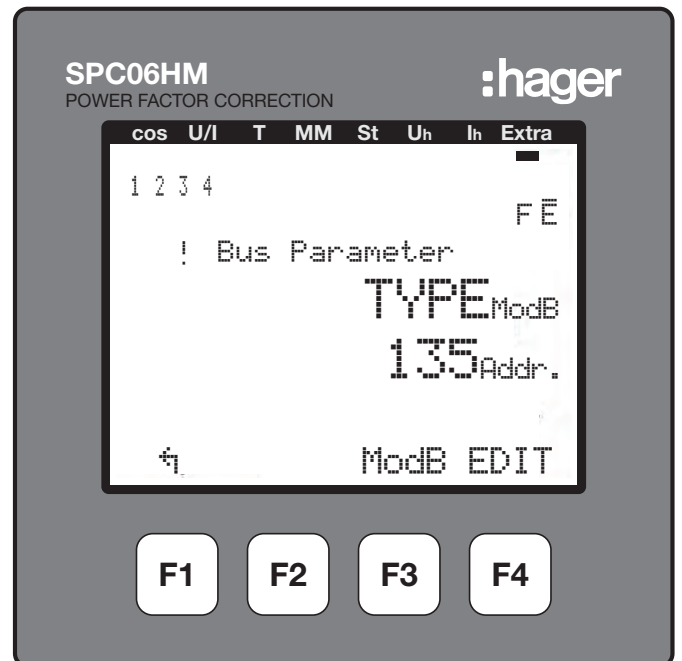 SPC06HM
:hager
POWER FACTOR CORRECTION
cos U/I T MM St Uh Ih Extra
1 2 3 4
F Ē
! Bus Parameter
TYPE ModB
135 Addr.
ModB EDIT
F1 F2 F3 F4